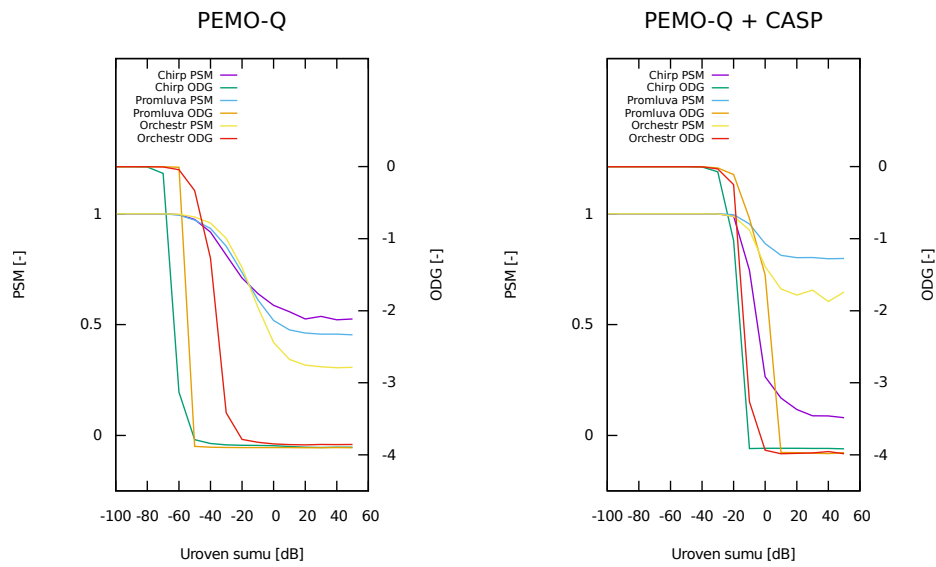 PEMO-Q
Chirp PSM
Chirp ODG
Promluva PSM
Promluva ODG
Orchestr PSM
Orchestr ODG
PSM [-]
1
0.5
0
ODG [-]
0
-1
-2
-3
-4
-100 -80 -60 -40 -20 0 20 40 60
Uroven sumu [dB]
PEMO-Q + CASP
Chirp PSM
Chirp ODG
Promluva PSM
Promluva ODG
Orchestr PSM
Orchestr ODG
PSM [-]
1
0.5
0
ODG [-]
0
-1
-2
-3
-4
-100 -80 -60 -40 -20 0 20 40 60
Uroven sumu [dB]